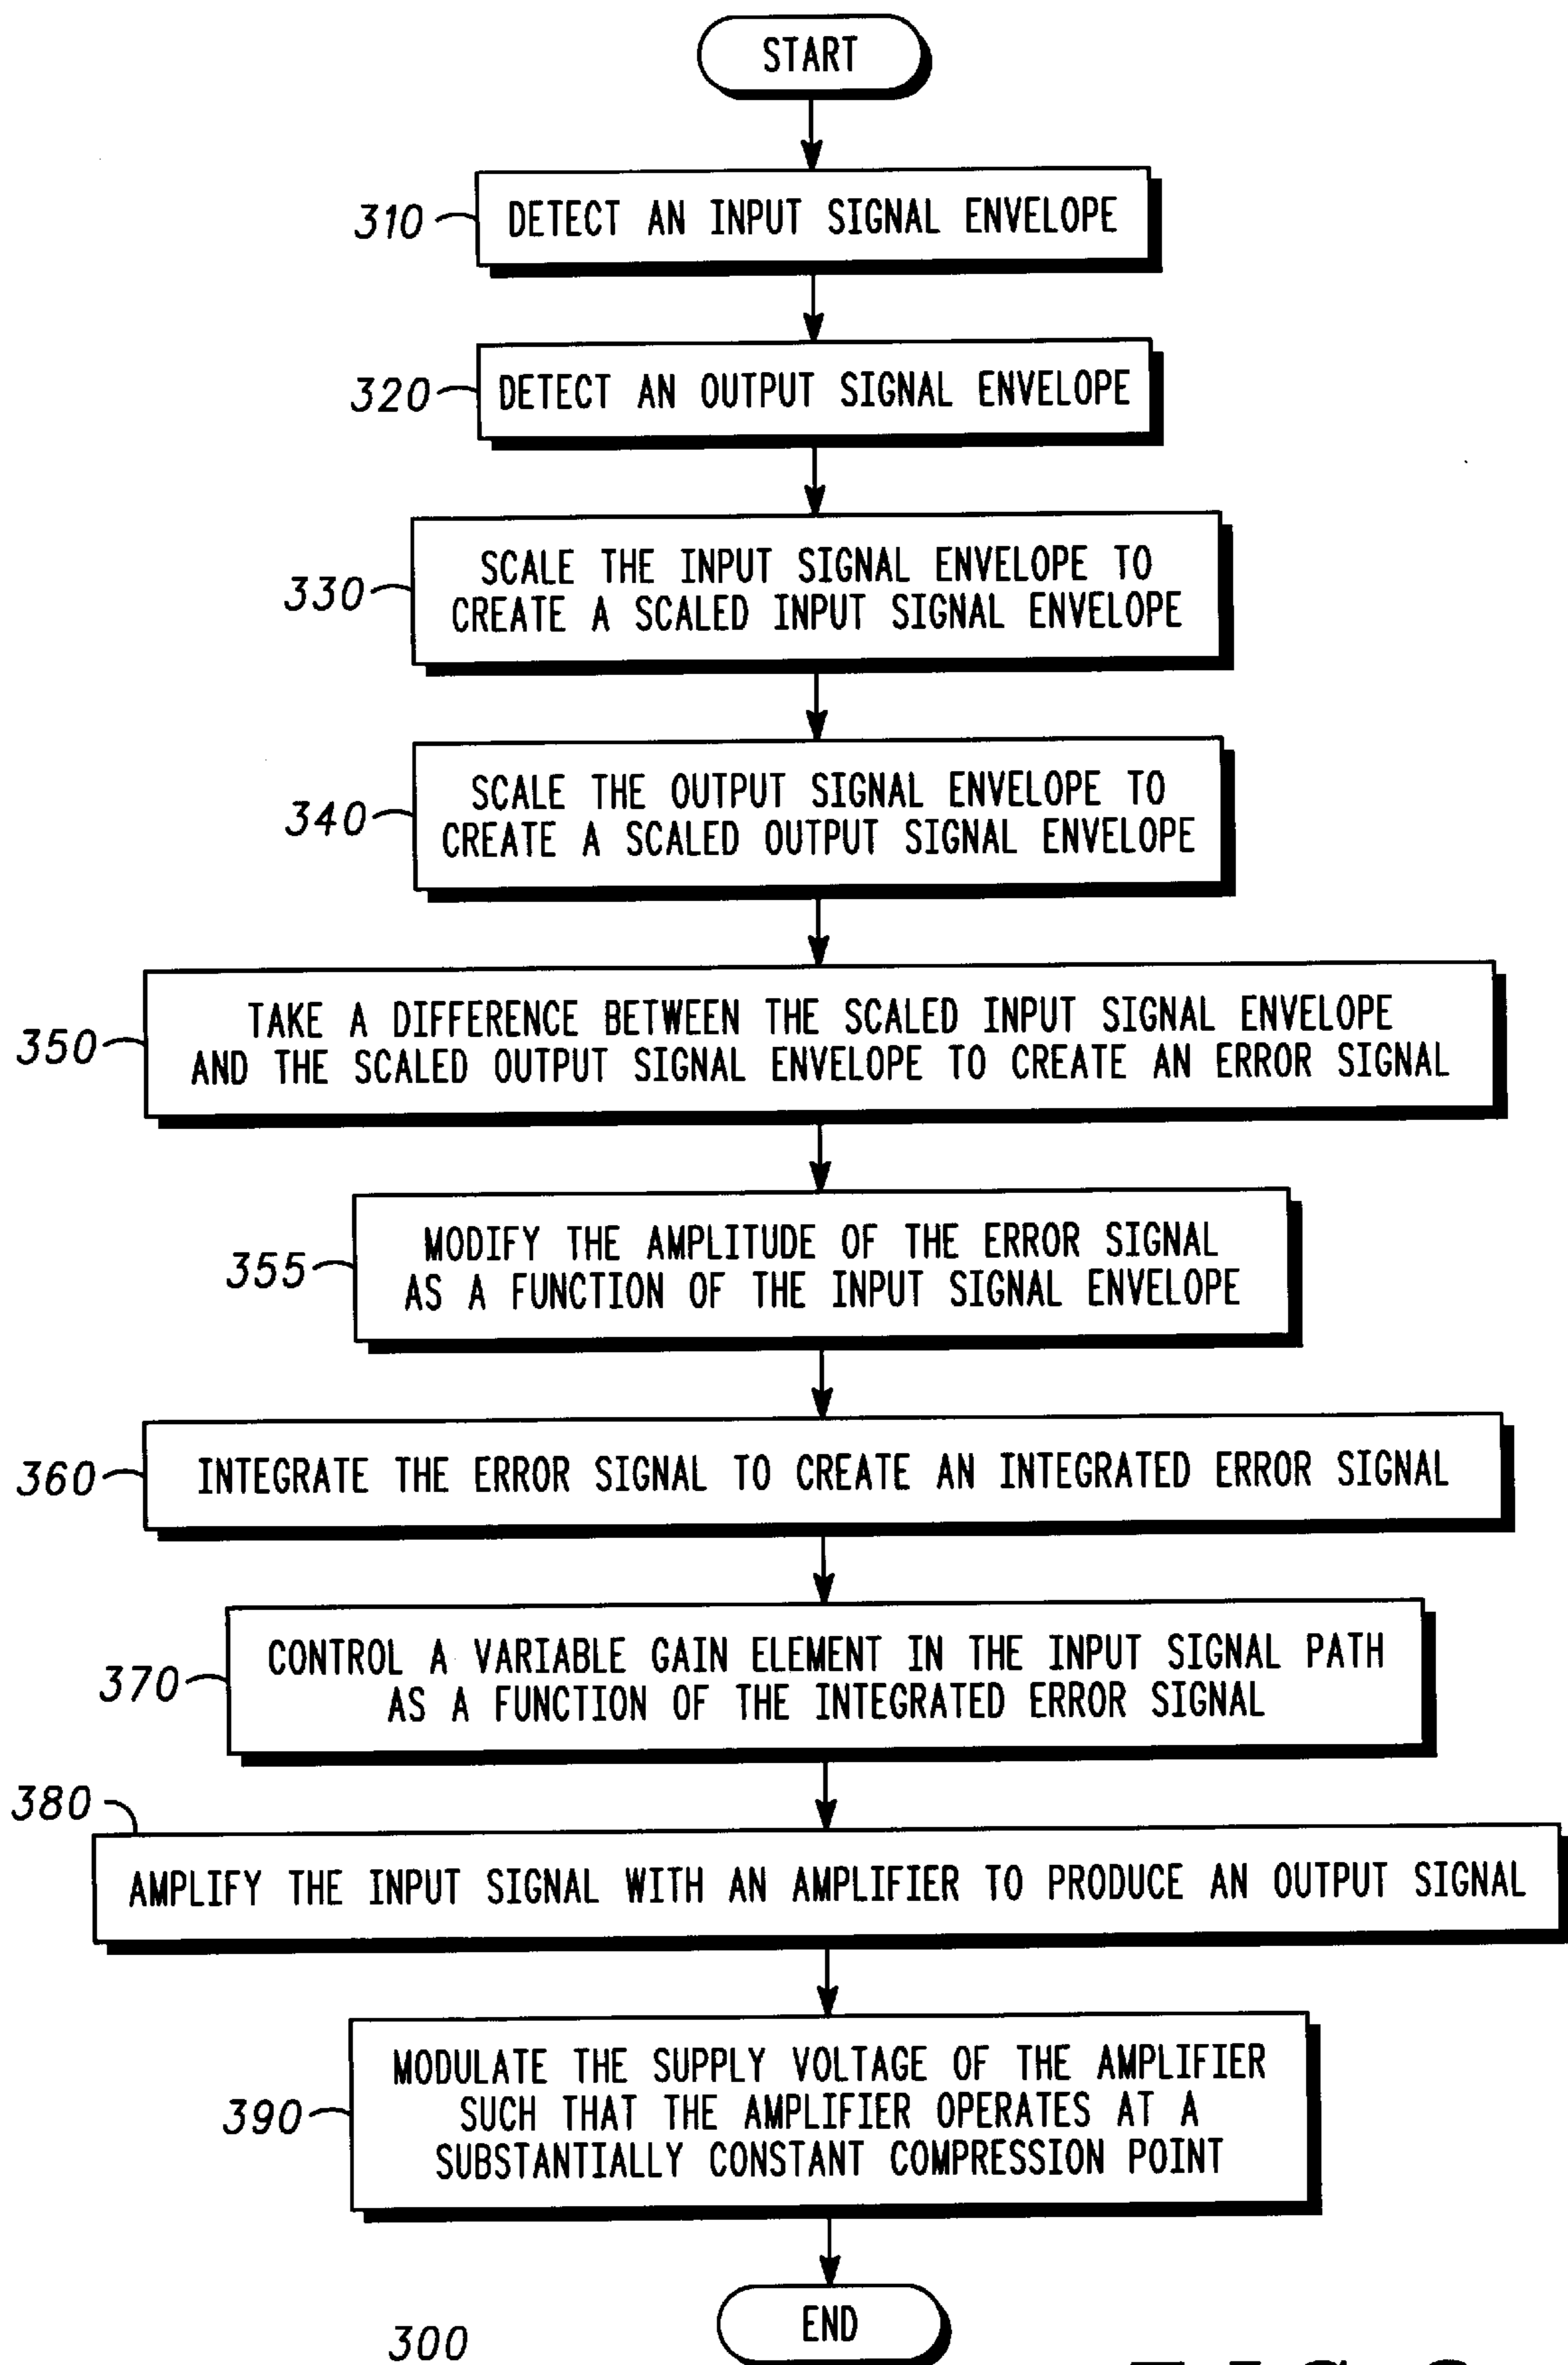 START
310
DETECT AN INPUT SIGNAL ENVELOPE
320
DETECT AN OUTPUT SIGNAL ENVELOPE
330
SCALE THE INPUT SIGNAL ENVELOPE TO
CREATE A SCALED INPUT SIGNAL ENVELOPE
340
SCALE THE OUTPUT SIGNAL ENVELOPE TO
CREATE A SCALED OUTPUT SIGNAL ENVELOPE
350
TAKE A DIFFERENCE BETWEEN THE SCALED INPUT SIGNAL ENVELOPE
AND THE SCALED OUTPUT SIGNAL ENVELOPE TO CREATE AN ERROR SIGNAL
355
MODIFY THE AMPLITUDE OF THE ERROR SIGNAL
AS A FUNCTION OF THE INPUT SIGNAL ENVELOPE
360
INTEGRATE THE ERROR SIGNAL TO CREATE AN INTEGRATED ERROR SIGNAL
370
CONTROL A VARIABLE GAIN ELEMENT IN THE INPUT SIGNAL PATH
AS A FUNCTION OF THE INTEGRATED ERROR SIGNAL
380
AMPLIFY THE INPUT SIGNAL WITH AN AMPLIFIER TO PRODUCE AN OUTPUT SIGNAL
390
MODULATE THE SUPPLY VOLTAGE OF THE AMPLIFIER
SUCH THAT THE AMPLIFIER OPERATES AT A
SUBSTANTIALLY CONSTANT COMPRESSION POINT
END
300